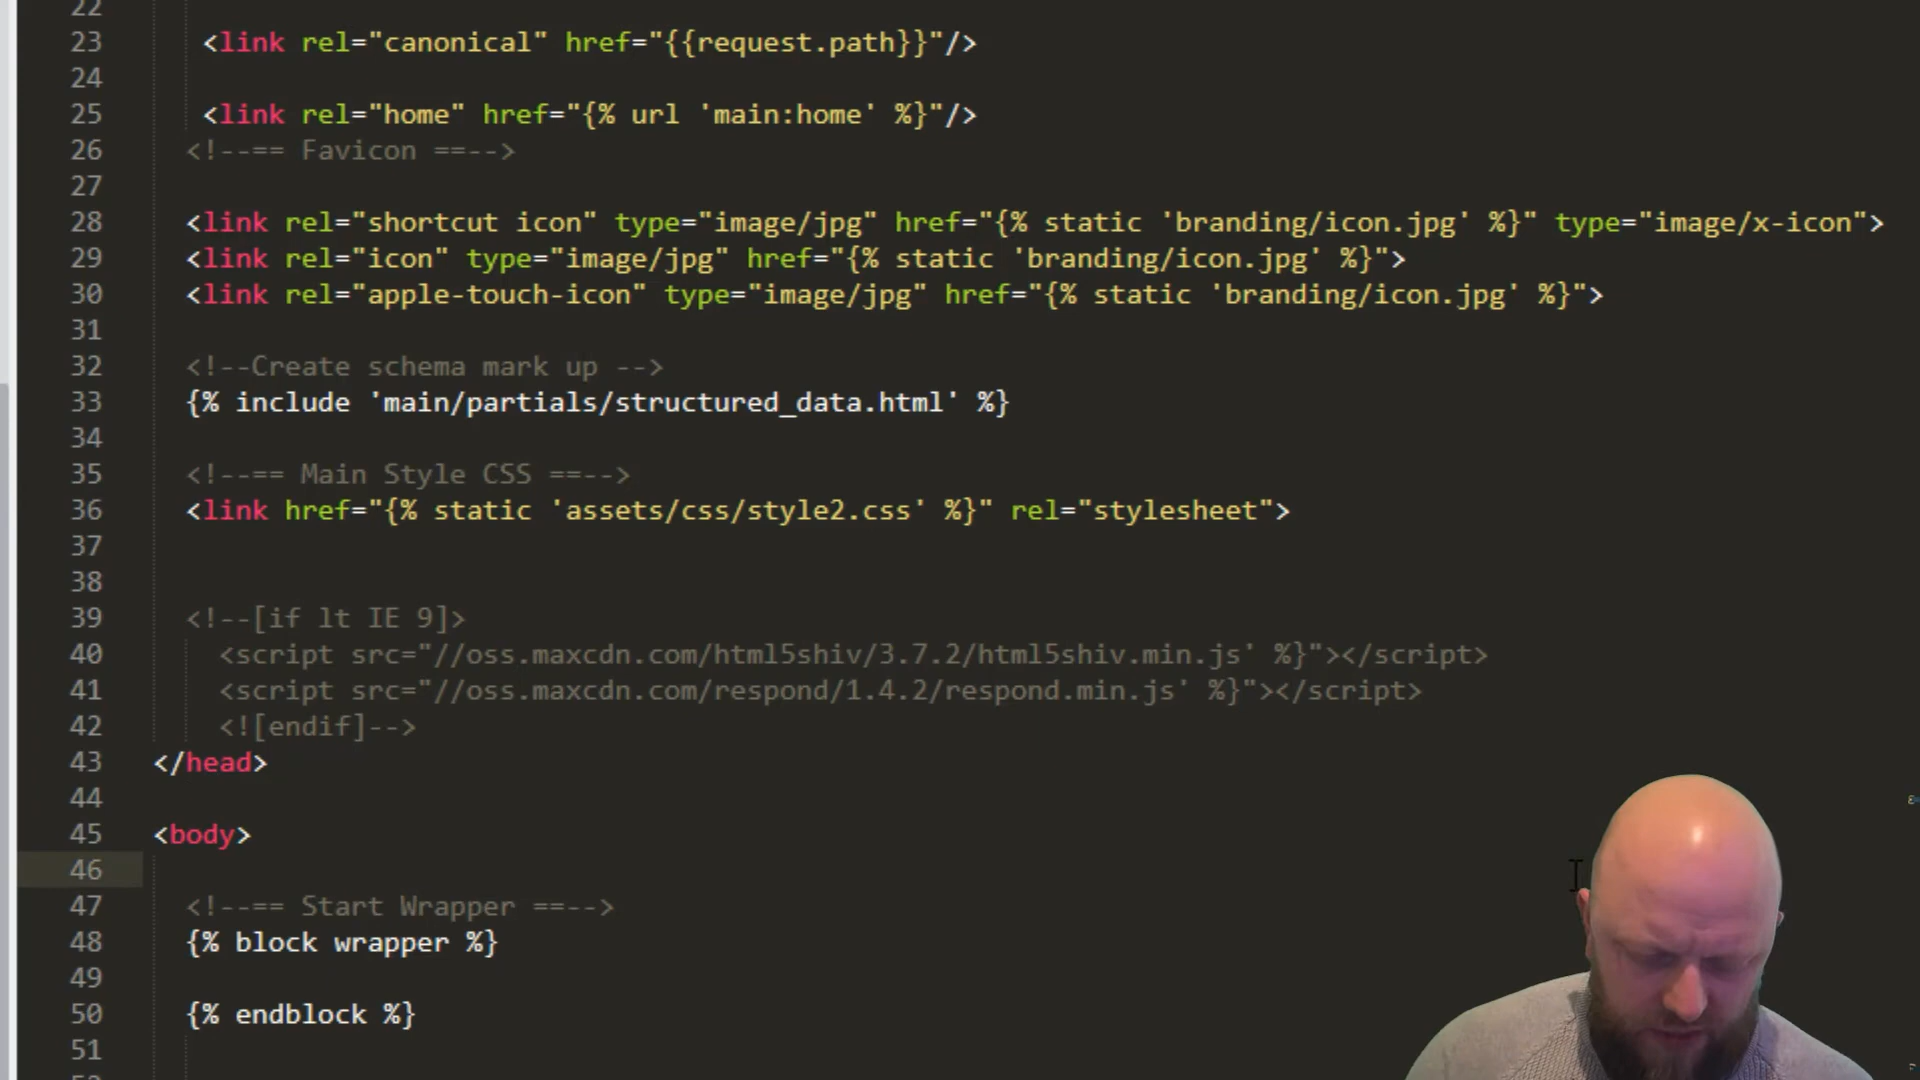 22
23 <link rel="canonical" href="{{request.path}}"/>
24
25 <link rel="home" href="{% url 'main:home' %}"/>
26 <!--== Favicon ==-->
27
28 <link rel="shortcut icon" type="image/jpg" href="{% static 'branding/icon.jpg' %}" type="image/x-icon">
29 <link rel="icon" type="image/jpg" href="{% static 'branding/icon.jpg' %}">
30 <link rel="apple-touch-icon" type="image/jpg" href="{% static 'branding/icon.jpg' %}">
31
32 <!--Create schema mark up -->
33 {% include 'main/partials/structured_data.html' %}
34
35 <!--== Main Style CSS ==-->
36 <link href="{% static 'assets/css/style2.css' %}" rel="stylesheet">
37
38
39 <!--[if lt IE 9]>
40 <script src="//oss.maxcdn.com/html5shiv/3.7.2/html5shiv.min.js' %}"></script>
41 <script src="//oss.maxcdn.com/respond/1.4.2/respond.min.js' %}"></script>
42 <![endif]-->
43 </head>
44
45 <body>
46
47 <!--== Start Wrapper ==-->
48 {% block wrapper %}
49
50 {% endblock %}
51